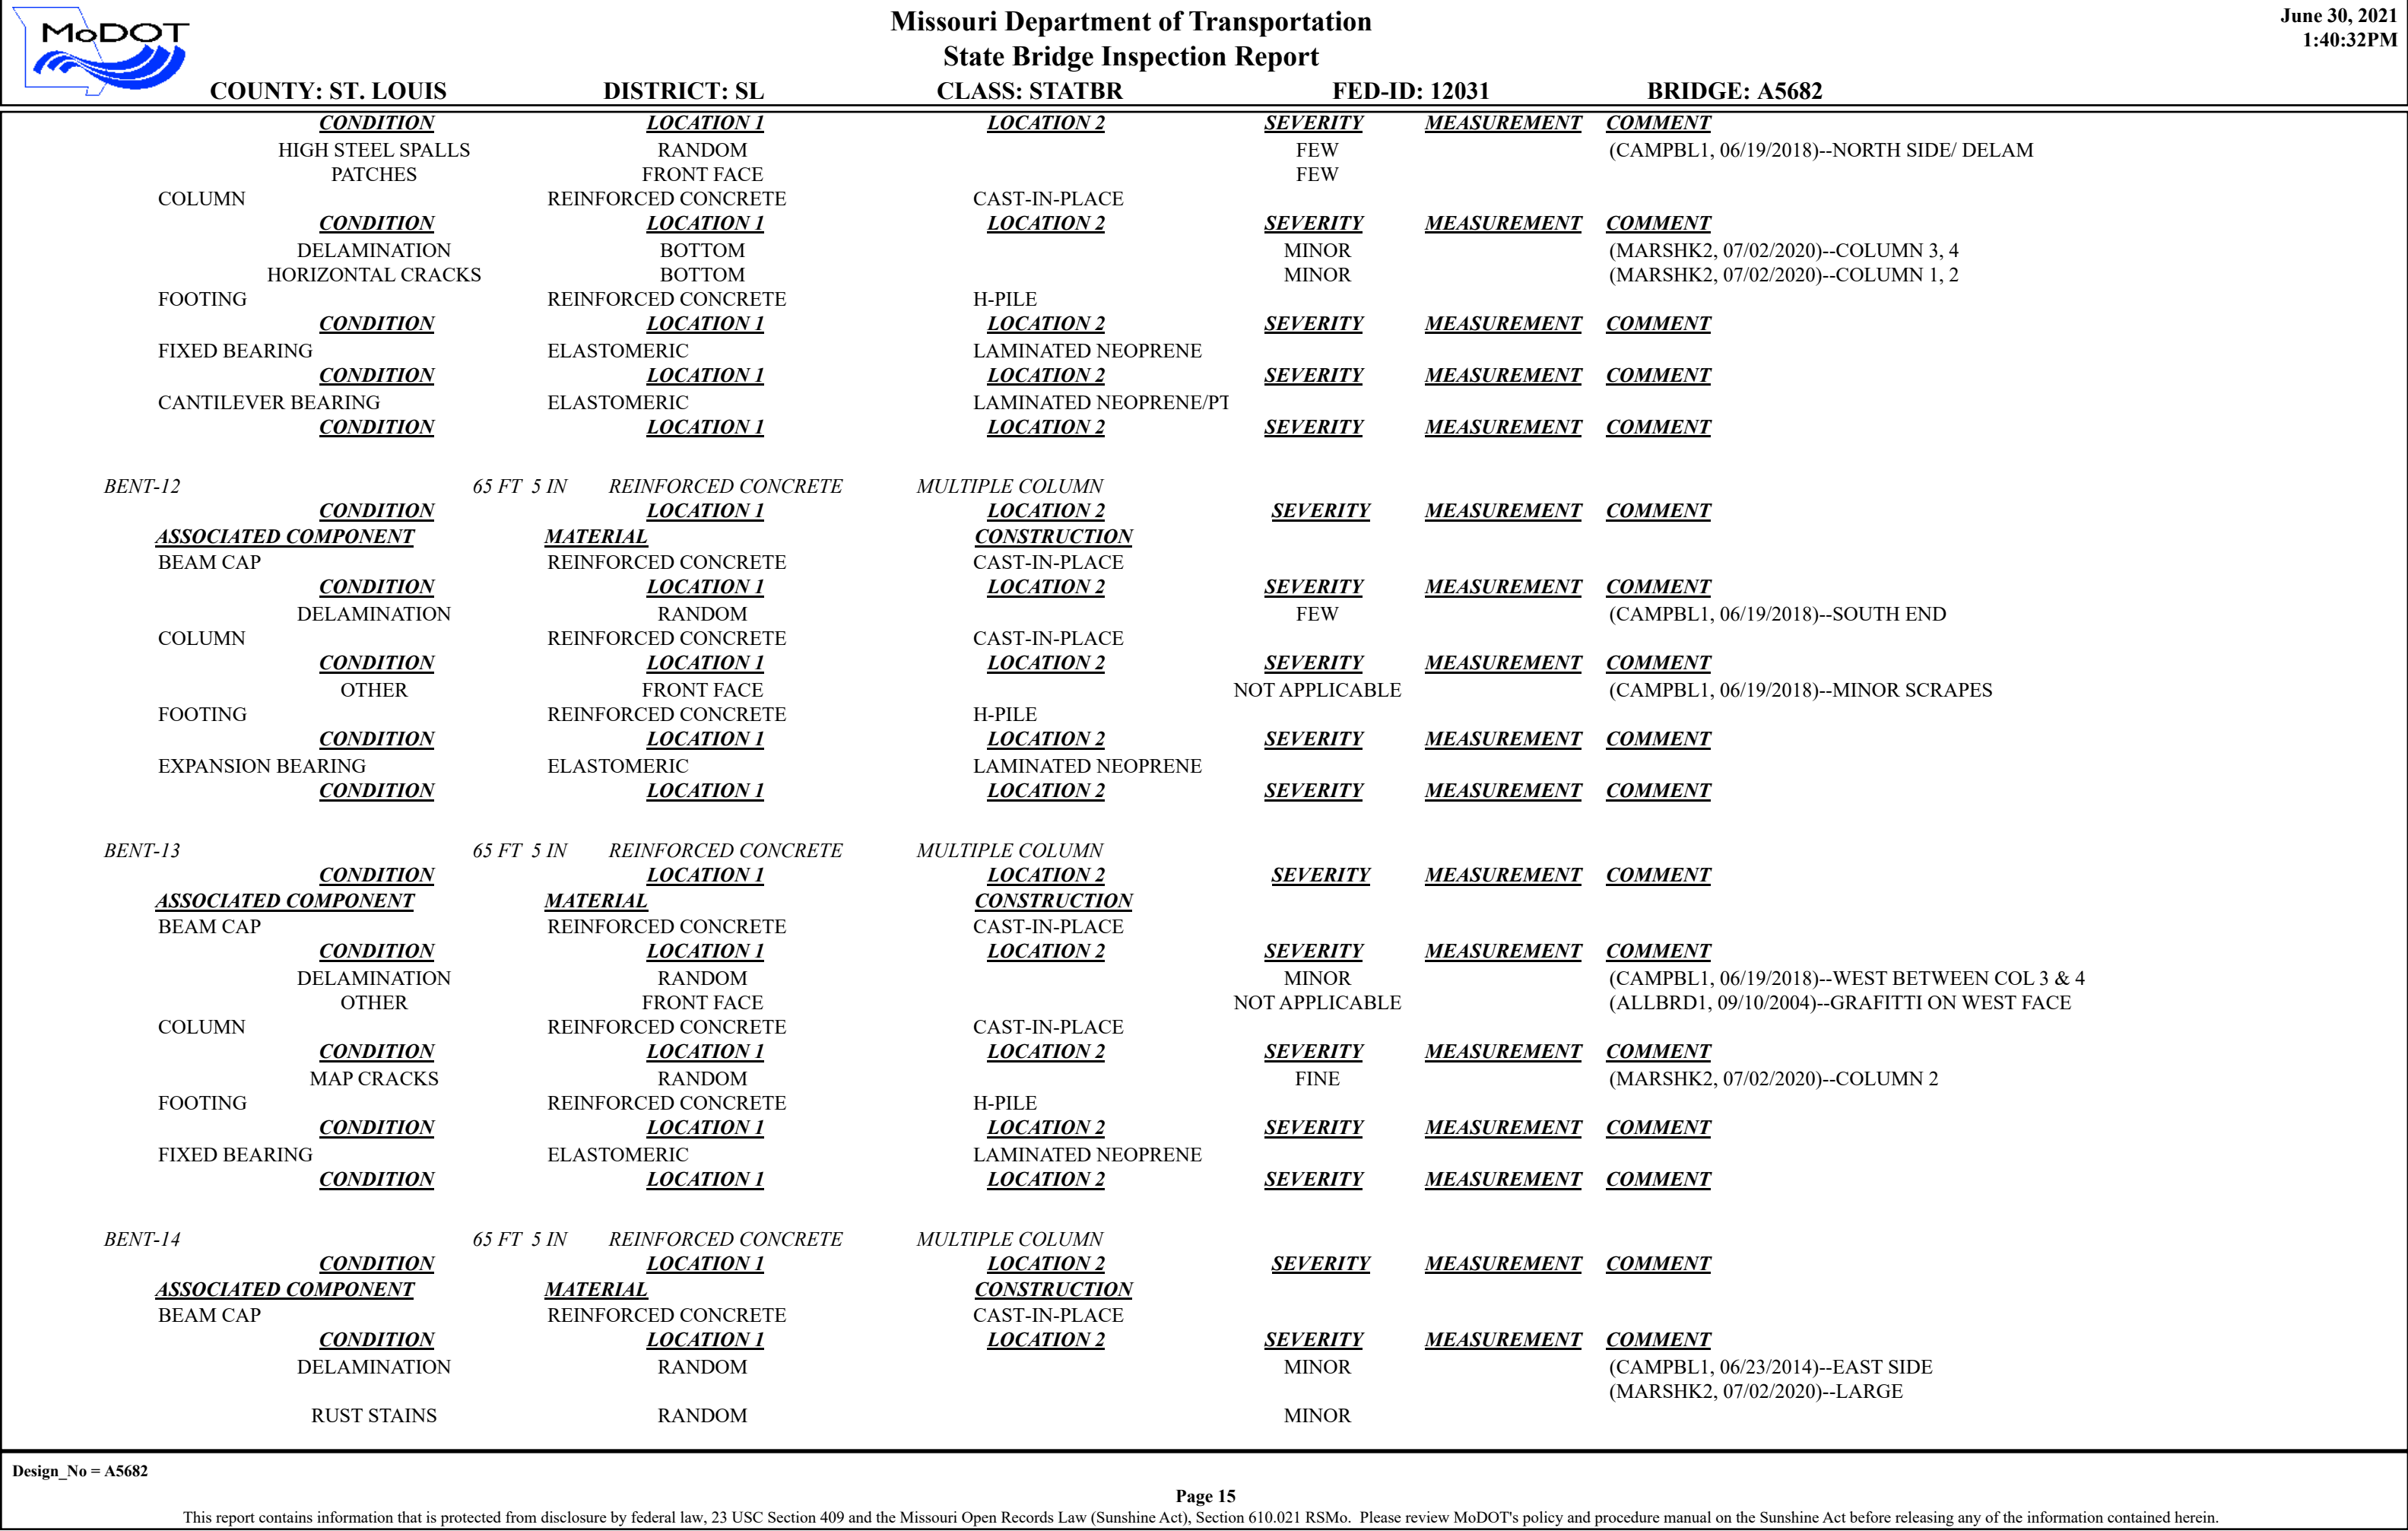 MoDOT
Missouri Department of Transportation
State Bridge Inspection Report
June 30, 2021
1:40:32PM
COUNTY: ST. LOUIS DISTRICT: SL CLASS: STATBR FED-ID: 12031 BRIDGE: A5682
CONDITION LOCATION 1 LOCATION 2 SEVERITY MEASUREMENT COMMENT
HIGH STEEL SPALLS RANDOM FEW (CAMPBL1, 06/19/2018)--NORTH SIDE/ DELAM
PATCHES FRONT FACE FEW
COLUMN REINFORCED CONCRETE CAST-IN-PLACE
CONDITION LOCATION 1 LOCATION 2 SEVERITY MEASUREMENT COMMENT
DELAMINATION BOTTOM MINOR (MARSHK2, 07/02/2020)--COLUMN 3, 4
HORIZONTAL CRACKS BOTTOM MINOR (MARSHK2, 07/02/2020)--COLUMN 1, 2
FOOTING REINFORCED CONCRETE H-PILE
CONDITION LOCATION 1 LOCATION 2 SEVERITY MEASUREMENT COMMENT
FIXED BEARING ELASTOMERIC LAMINATED NEOPRENE
CONDITION LOCATION 1 LOCATION 2 SEVERITY MEASUREMENT COMMENT
CANTILEVER BEARING ELASTOMERIC LAMINATED NEOPRENE/PT
CONDITION LOCATION 1 LOCATION 2 SEVERITY MEASUREMENT COMMENT
BENT-12 65 FT 5 IN REINFORCED CONCRETE MULTIPLE COLUMN
CONDITION LOCATION 1 LOCATION 2 SEVERITY MEASUREMENT COMMENT
ASSOCIATED COMPONENT MATERIAL CONSTRUCTION
BEAM CAP REINFORCED CONCRETE CAST-IN-PLACE
CONDITION LOCATION 1 LOCATION 2 SEVERITY MEASUREMENT COMMENT
DELAMINATION RANDOM FEW (CAMPBL1, 06/19/2018)--SOUTH END
COLUMN REINFORCED CONCRETE CAST-IN-PLACE
CONDITION LOCATION 1 LOCATION 2 SEVERITY MEASUREMENT COMMENT
OTHER FRONT FACE NOT APPLICABLE (CAMPBL1, 06/19/2018)--MINOR SCRAPES
FOOTING REINFORCED CONCRETE H-PILE
CONDITION LOCATION 1 LOCATION 2 SEVERITY MEASUREMENT COMMENT
EXPANSION BEARING ELASTOMERIC LAMINATED NEOPRENE
CONDITION LOCATION 1 LOCATION 2 SEVERITY MEASUREMENT COMMENT
BENT-13 65 FT 5 IN REINFORCED CONCRETE MULTIPLE COLUMN
CONDITION LOCATION 1 LOCATION 2 SEVERITY MEASUREMENT COMMENT
ASSOCIATED COMPONENT MATERIAL CONSTRUCTION
BEAM CAP REINFORCED CONCRETE CAST-IN-PLACE
CONDITION LOCATION 1 LOCATION 2 SEVERITY MEASUREMENT COMMENT
DELAMINATION RANDOM MINOR (CAMPBL1, 06/19/2018)--WEST BETWEEN COL 3 & 4
OTHER FRONT FACE NOT APPLICABLE (ALLBRD1, 09/10/2004)--GRAFITTI ON WEST FACE
COLUMN REINFORCED CONCRETE CAST-IN-PLACE
CONDITION LOCATION 1 LOCATION 2 SEVERITY MEASUREMENT COMMENT
MAP CRACKS RANDOM FINE (MARSHK2, 07/02/2020)--COLUMN 2
FOOTING REINFORCED CONCRETE H-PILE
CONDITION LOCATION 1 LOCATION 2 SEVERITY MEASUREMENT COMMENT
FIXED BEARING ELASTOMERIC LAMINATED NEOPRENE
CONDITION LOCATION 1 LOCATION 2 SEVERITY MEASUREMENT COMMENT
BENT-14 65 FT 5 IN REINFORCED CONCRETE MULTIPLE COLUMN
CONDITION LOCATION 1 LOCATION 2 SEVERITY MEASUREMENT COMMENT
ASSOCIATED COMPONENT MATERIAL CONSTRUCTION
BEAM CAP REINFORCED CONCRETE CAST-IN-PLACE
CONDITION LOCATION 1 LOCATION 2 SEVERITY MEASUREMENT COMMENT
DELAMINATION RANDOM MINOR (CAMPBL1, 06/23/2014)--EAST SIDE
(MARSHK2, 07/02/2020)--LARGE
RUST STAINS RANDOM MINOR
Design_No = A5682
Page 15
This report contains information that is protected from disclosure by federal law, 23 USC Section 409 and the Missouri Open Records Law (Sunshine Act), Section 610.021 RSMo. Please review MoDOT's policy and procedure manual on the Sunshine Act before releasing any of the information contained herein.